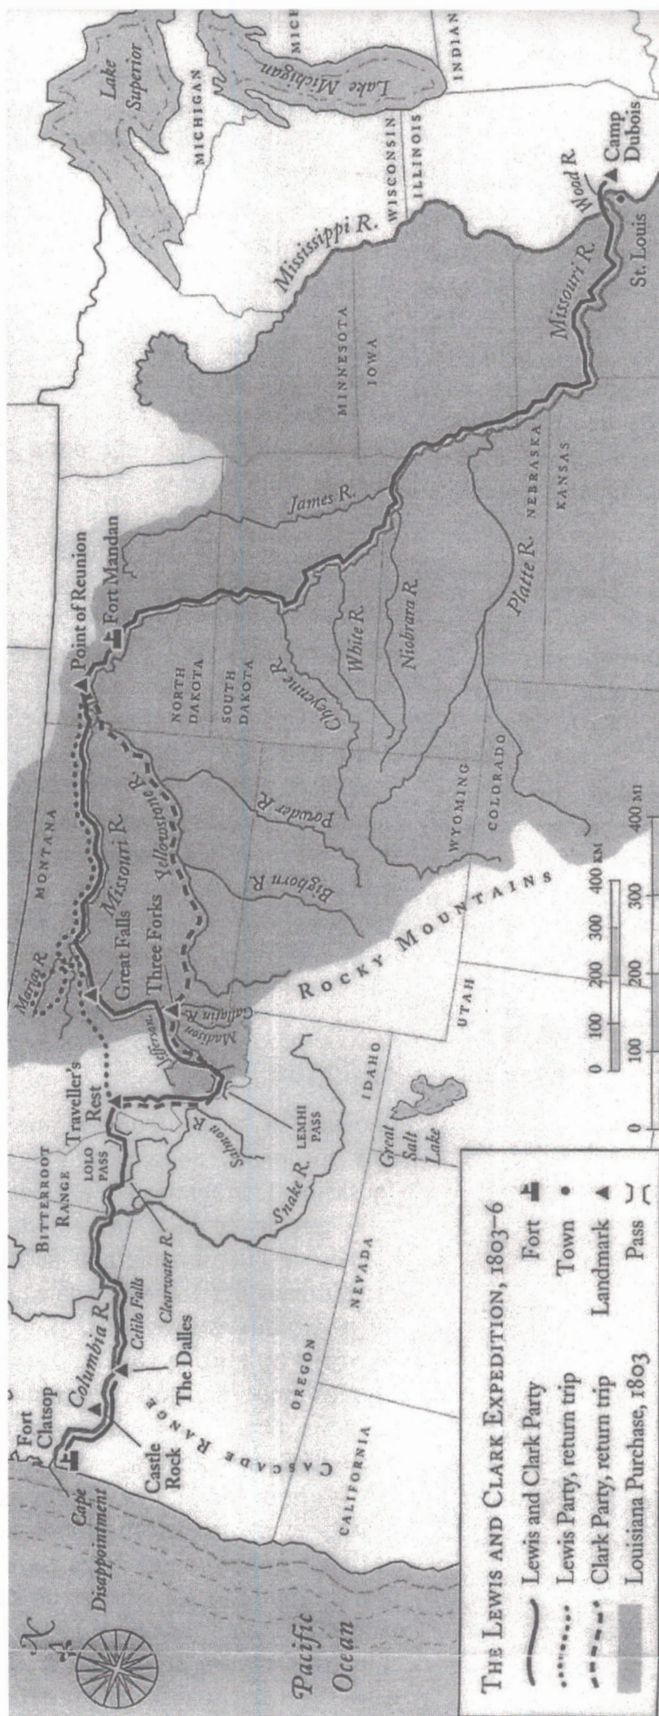 N
Pacific
Ocean
Cape
Disappointment
Fort
Clatsop
Columbia R.
Castle
Rock
The Dalles
Celilo Falls
CASCADE RANGE
Clearwater R.
BITTERROOT
RANGE
LOLO
PASS
Traveller's
Rest
Salmon R.
LEMHI
PASS
Snake R.
OREGON
CALIFORNIA
NEVADA
IDAHO
UTAH
Great
Salt
Lake
MONTANA
Marias R.
Great Falls
Three Forks
Missouri R.
Jefferson
Madison
Gallatin R.
Yellowstone R.
Bighorn R.
Powder R.
ROCKY MOUNTAINS
WYOMING
COLORADO
Point of Reunion
Fort Mandan
NORTH
DAKOTA
SOUTH
DAKOTA
Cheyenne R.
White R.
Niobrara R.
James R.
Platte R.
NEBRASKA
KANSAS
MINNESOTA
IOWA
Mississippi R.
Missouri R.
WISCONSIN
ILLINOIS
Wood R.
Camp
Dubois
St. Louis
Lake
Superior
MICHIGAN
MICH
Lake Michigan
INDIAN
THE LEWIS AND CLARK EXPEDITION, 1803–6
Lewis and Clark Party
Lewis Party, return trip
Clark Party, return trip
Louisiana Purchase, 1803
Fort
Town
Landmark
Pass
0 100 200 300 400 KM
0 100 200 300 400 MI